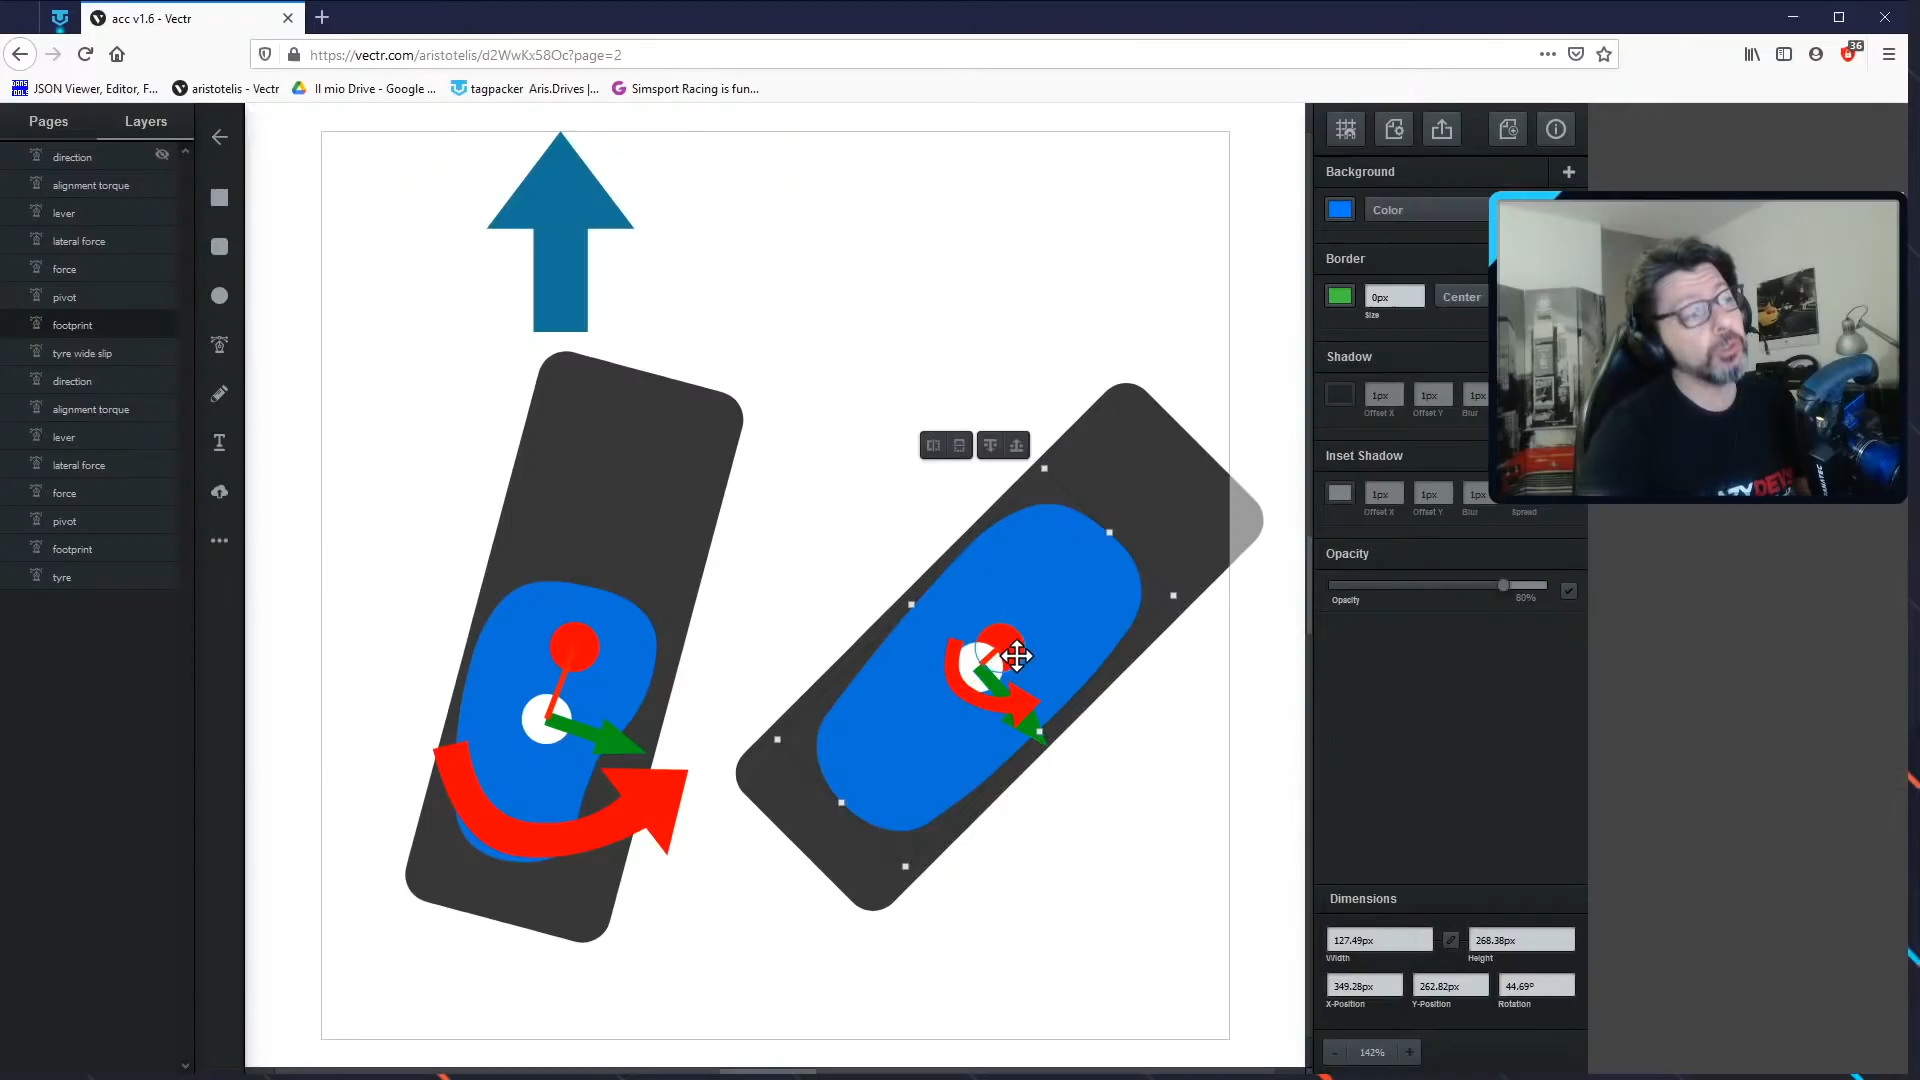 acc v1.6 - Vectr
https://vectr.com/aristotelis/d2WwKx58Oc?page=2
36
JSON Viewer, Editor, F...
aristotelis - Vectr
Il mio Drive - Google ...
tagpacker Aris.Drives |...
Simsport Racing is fun...
Pages
Layers
direction
alignment torque
lever
lateral force
force
pivot
footprint
tyre wide slip
direction
alignment torque
lever
lateral force
force
pivot
footprint
tyre
Background
Color
Border
0px
Center
Size
Shadow
1px
1px
1px
Offset X
Offset Y
Blur
Inset Shadow
1px
1px
1px
Offset X
Offset Y
Blur
Spread
Opacity
Opacity
80%
Dimensions
127.49px
268.38px
Width
Height
349.28px
262.82px
44.69º
X-Position
Y-Position
Rotation
- 142% +
FANATEC